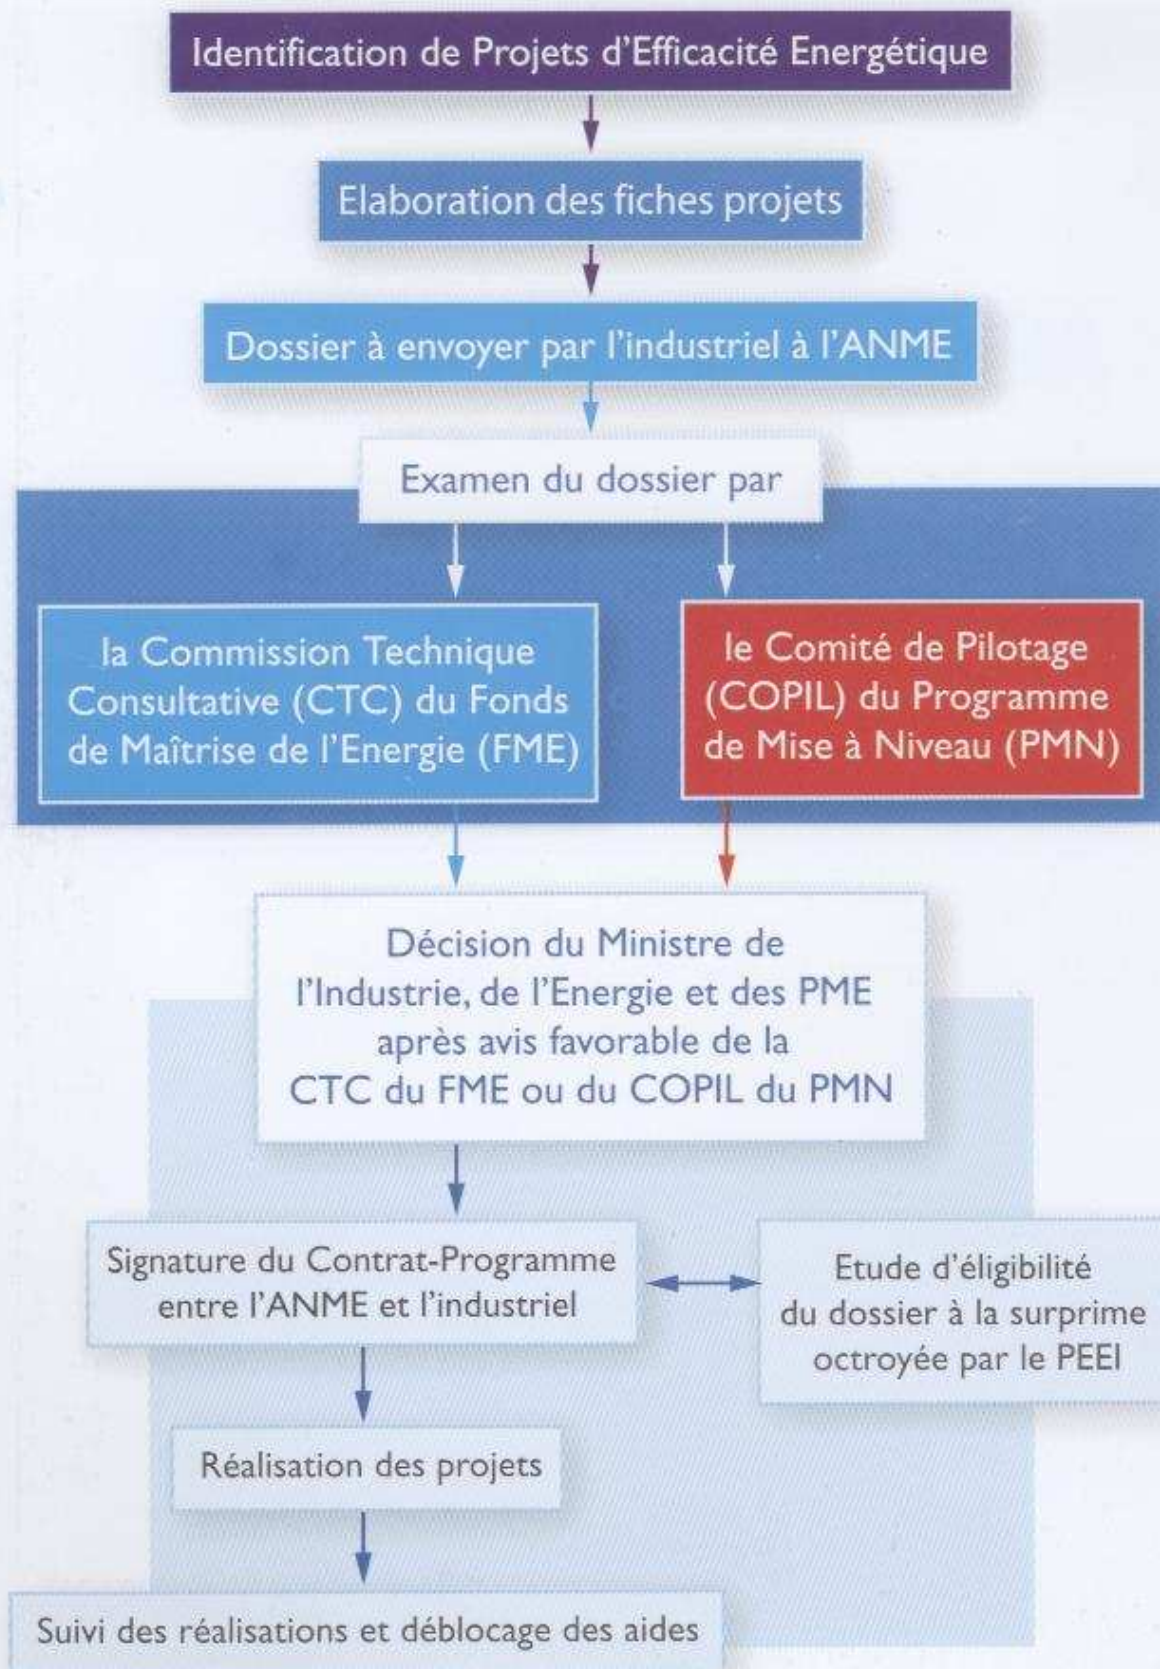 Identification de Projets d'Efficacité Energétique
Elaboration des fiches projets
Dossier à envoyer par l'industriel à l'ANME
Examen du dossier par
la Commission Technique
Consultative (CTC) du Fonds
de Maîtrise de l'Energie (FME)
le Comité de Pilotage
(COPIL) du Programme
de Mise à Niveau (PMN)
Décision du Ministre de
l'Industrie, de l'Energie et des PME
après avis favorable de la
CTC du FME ou du COPIL du PMN
Signature du Contrat-Programme
entre l'ANME et l'industriel
Etude d'éligibilité
du dossier à la surprime
octroyée par le PEEI
Réalisation des projets
Suivi des réalisations et déblocage des aides